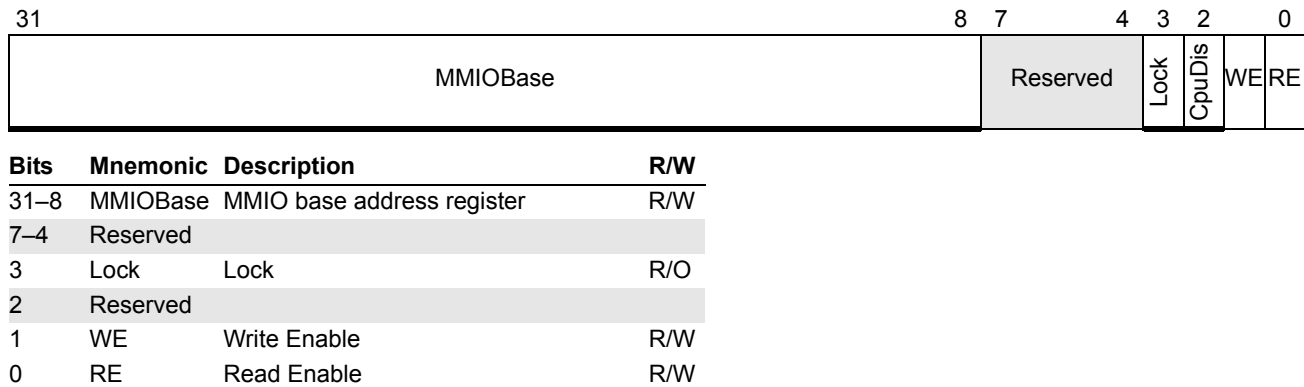 31 8 7 4 3 2 0
MMIOBase Reserved Lock CpuDis WE RE
Bits Mnemonic Description R/W
31–8 MMIOBase MMIO base address register R/W
7–4 Reserved
3 Lock Lock R/O
2 Reserved
1 WE Write Enable R/W
0 RE Read Enable R/W